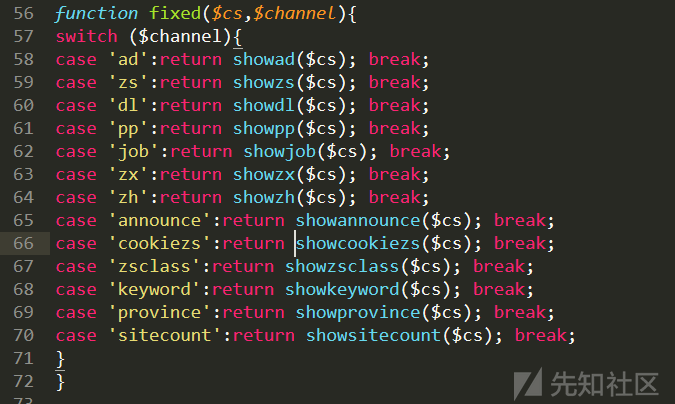 56 function fixed($cs,$channel){
57 switch ($channel){
58 case 'ad':return showad($cs); break;
59 case 'zs':return showzs($cs); break;
60 case 'dl':return showdl($cs); break;
61 case 'pp':return showpp($cs); break;
62 case 'job':return showjob($cs); break;
63 case 'zx':return showzx($cs); break;
64 case 'zh':return showzh($cs); break;
65 case 'announce':return showannounce($cs); break;
66 case 'cookiezs':return showcookiezs($cs); break;
67 case 'zsclass':return showzsclass($cs); break;
68 case 'keyword':return showkeyword($cs); break;
69 case 'province':return showprovince($cs); break;
70 case 'sitecount':return showsitecount($cs); break;
71 }
72 }
73
先知社区